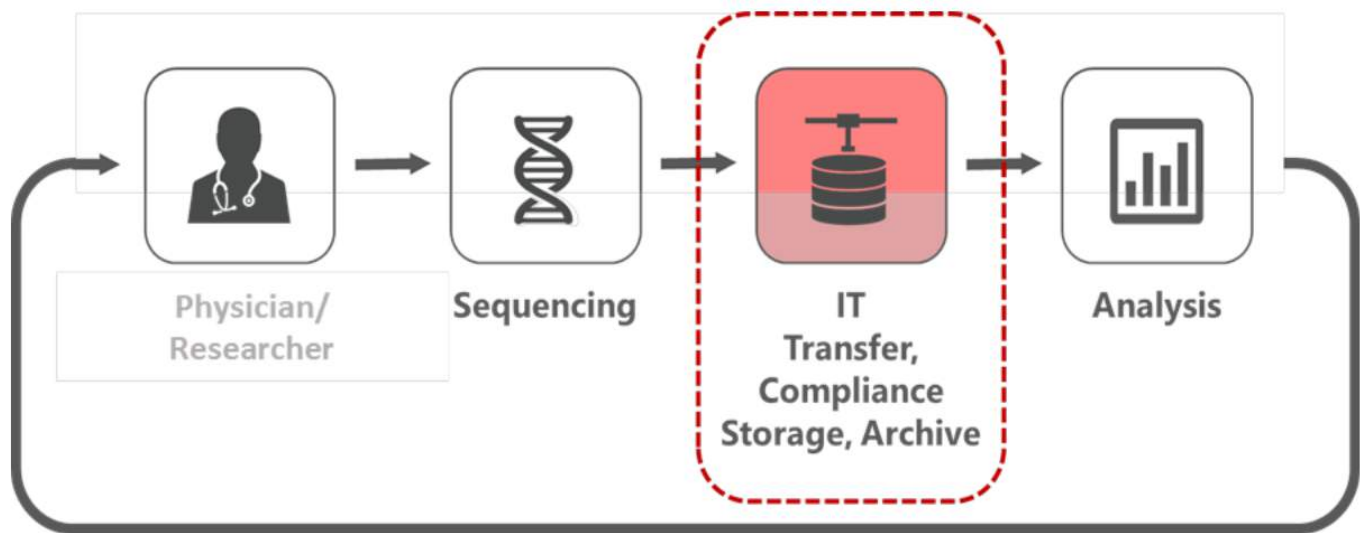 Physician/
Researcher
Sequencing
IT
Transfer,
Compliance
Storage, Archive
Analysis